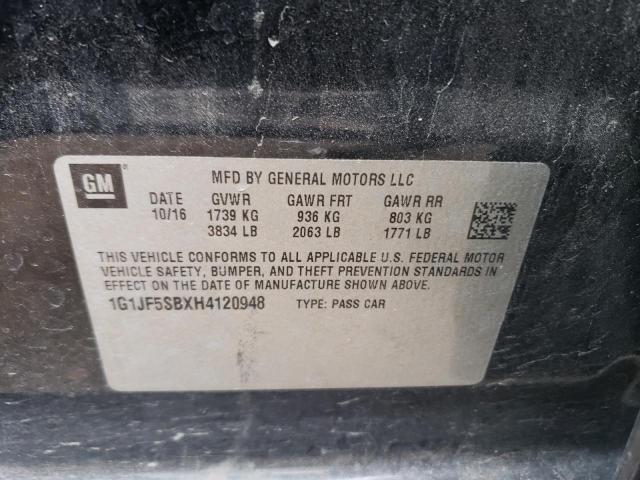 GM
MFD BY GENERAL MOTORS LLC
DATE GVWR GAWR FRT GAWR RR
10/16 1739 KG 936 KG 803 KG
3834 LB 2063 LB 1771 LB
THIS VEHICLE CONFORMS TO ALL APPLICABLE U.S. FEDERAL MOTOR
VEHICLE SAFETY, BUMPER, AND THEFT PREVENTION STANDARDS IN
EFFECT ON THE DATE OF MANUFACTURE SHOWN ABOVE.
1G1JF5SBXH4120948 TYPE: PASS CAR